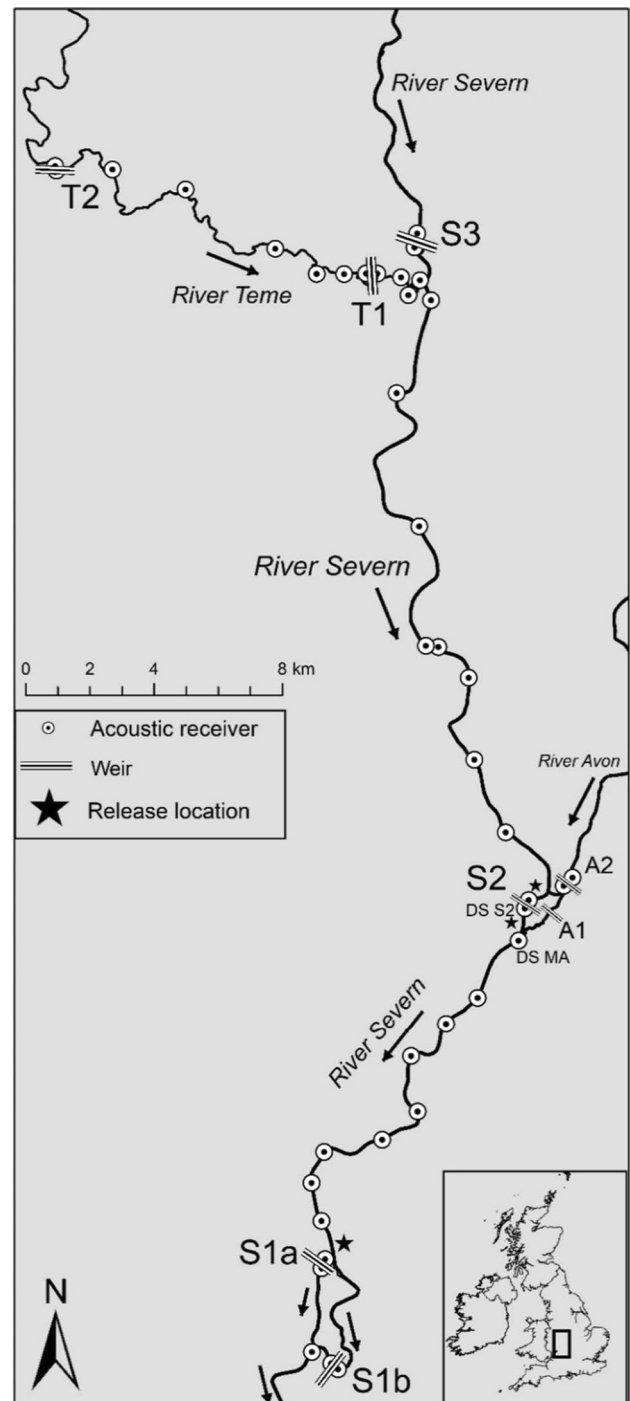 River Severn
T2
S3
River Teme
T1
River Severn
0 2 4 8 km
Acoustic receiver
Weir
Release location
River Avon
A2
S2
DS S2
A1
DS MA
River Severn
S1a
N
S1b